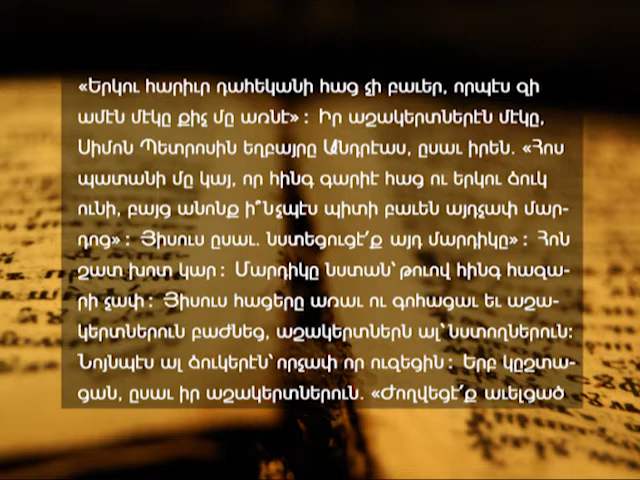 «Երկու հարիւր դահեկանի հաց չի բաւեր, որպէս զի
ամէն մէկը քիչ մը առնէ» : Իր աշակերտներէն մէկը,
Սիմոն Պետրոսին եղբայրը Անդրէաս, ըսաւ իրեն. «Հոս
պատանի մը կայ, որ հինգ գարիէ հաց ու երկու ձուկ
ունի, բայց անոնք ի՞նչպէս պիտի բաւեն այդչափ մար-
դոց» : Յիսուս ըսաւ. նստեցուցէ՛ք այդ մարդիկը» : Հոն
շատ խոտ կար : Մարդիկը նստան՝ թուով հինգ հազա-
րի չափ : Յիսուս հացերը առաւ ու գոհացաւ եւ աշա-
կերտներուն բաժնեց, աշակերտներն ալ՝ նստողներուն:
Նոյնպէս ալ ձուկերէն՝ որչափ որ ուզեցին : Երբ կըշտա-
ցան, ըսաւ իր աշակերտներուն. «Ժողվեցէ՛ք աւելցած